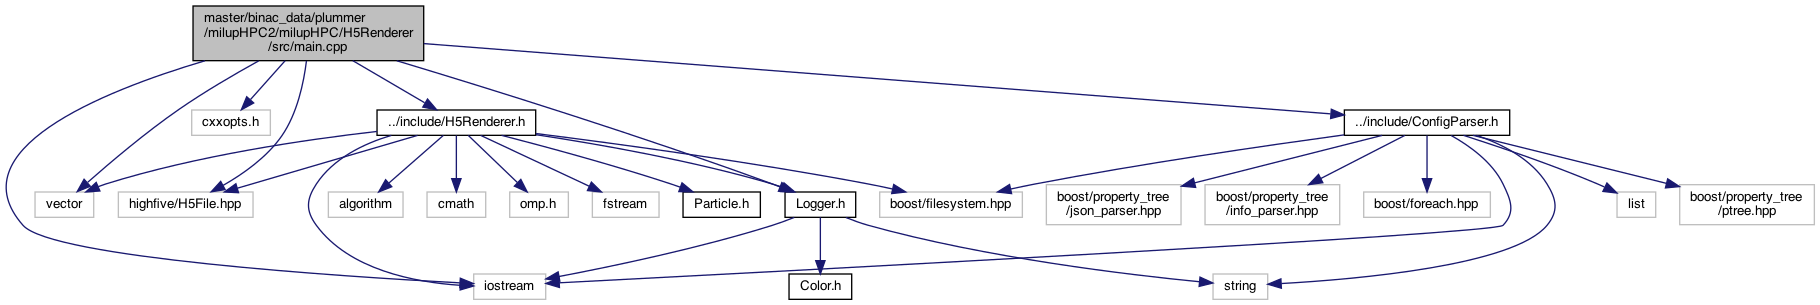 master/binac_data/plummer
/milupHPC2/milupHPC/H5Renderer
/src/main.cpp
cxxopts.h
../include/H5Renderer.h
../include/ConfigParser.h
vector
highfive/H5File.hpp
algorithm
cmath
omp.h
fstream
Particle.h
Logger.h
boost/filesystem.hpp
boost/property_tree
/json_parser.hpp
boost/property_tree
/info_parser.hpp
boost/foreach.hpp
list
boost/property_tree
/ptree.hpp
iostream
Color.h
string